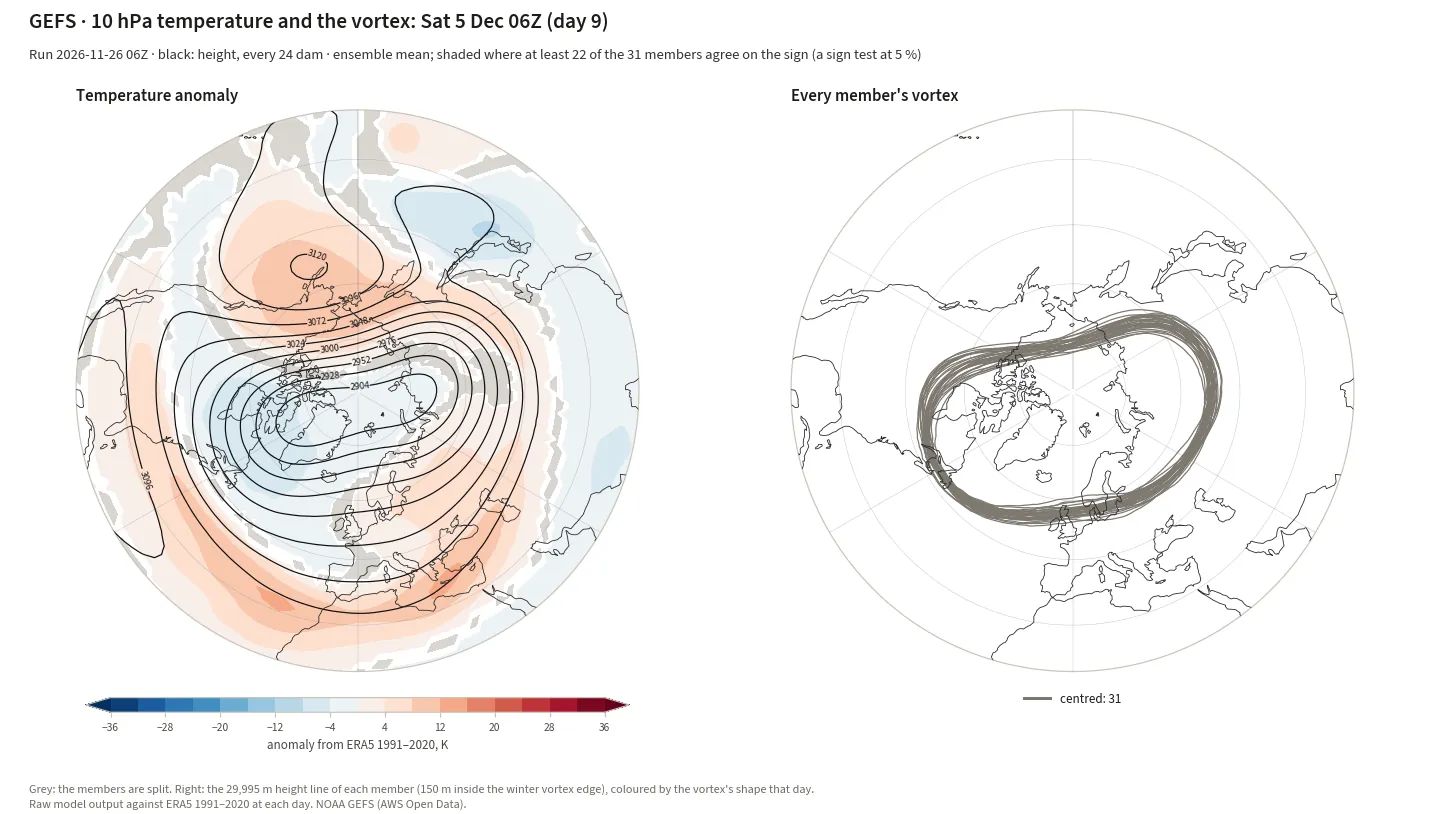 GEFS · 10 hPa temperature and the vortex: Sat 5 Dec 06Z (day 9)
Run 2026-11-26 06Z · black: height, every 24 dam · ensemble mean; shaded where at least 22 of the 31 members agree on the sign (a sign test at 5 %)
Temperature anomaly
Every member's vortex
3120
3096
3072
3048
3024
3000
2976
2952
2928
2904
3096
centred: 31
−36 −28 −20 −12 −4 4 12 20 28 36
anomaly from ERA5 1991–2020, K
Grey: the members are split. Right: the 29,995 m height line of each member (150 m inside the winter vortex edge), coloured by the vortex's shape that day.
Raw model output against ERA5 1991–2020 at each day. NOAA GEFS (AWS Open Data).